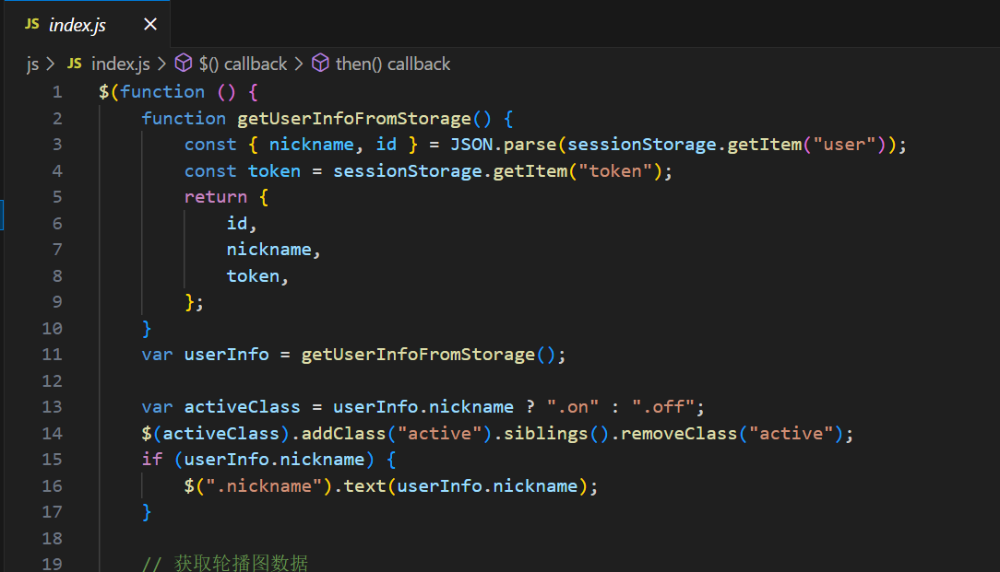 JS index.js ×
js > JS index.js > $() callback > then() callback
1 $(function () {
2 function getUserInfoFromStorage() {
3 const { nickname, id } = JSON.parse(sessionStorage.getItem("user"));
4 const token = sessionStorage.getItem("token");
5 return {
6 id,
7 nickname,
8 token,
9 };
10 }
11 var userInfo = getUserInfoFromStorage();
12
13 var activeClass = userInfo.nickname ? ".on" : ".off";
14 $(activeClass).addClass("active").siblings().removeClass("active");
15 if (userInfo.nickname) {
16 $(".nickname").text(userInfo.nickname);
17 }
18
19 // 获取轮播图数据